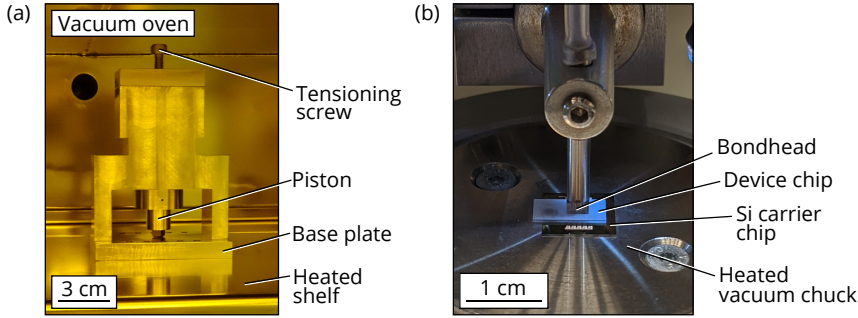 (a)
Vacuum oven
Tensioning
screw
Piston
Base plate
Heated
shelf
3 cm
(b)
Bondhead
Device chip
Si carrier
chip
Heated
vacuum chuck
1 cm